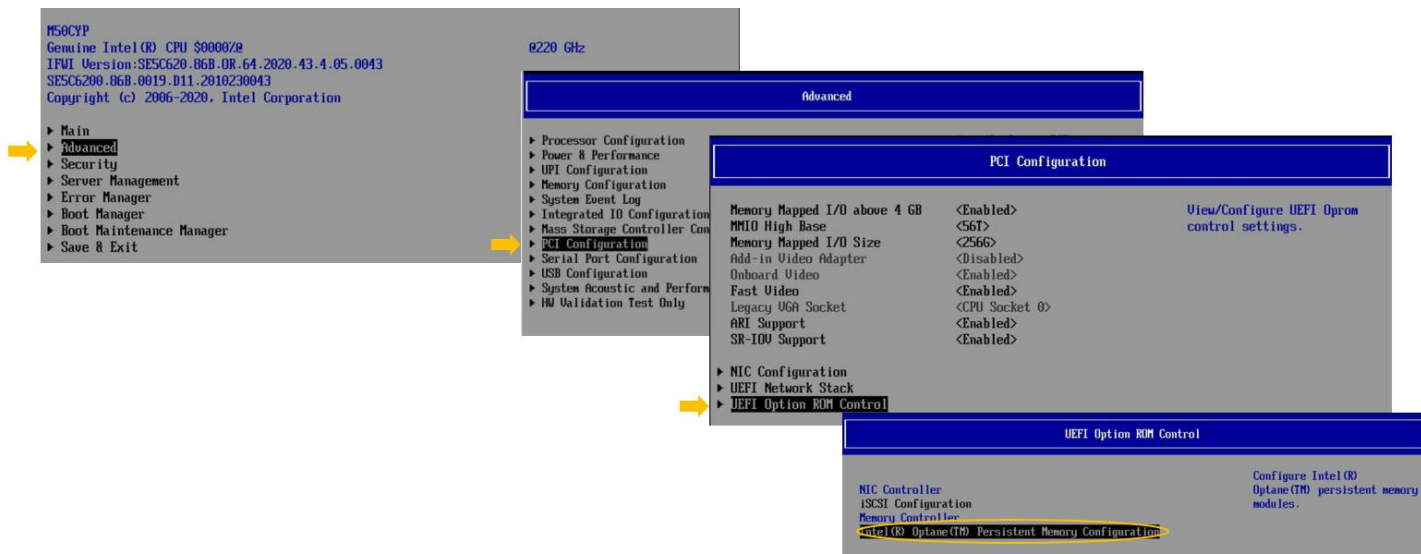 M50CYP
Genuine Intel(R) CPU $0000%@
@220 GHz
IFWI Version:SE5C620.86B.OR.64.2020.43.4.05.0043
SE5C6200.86B.0019.D11.2010230043
Copyright (c) 2006-2020, Intel Corporation
Main
Advanced
Security
Server Management
Error Manager
Boot Manager
Boot Maintenance Manager
Save & Exit
Advanced
Processor Configuration
Power & Performance
UPI Configuration
Memory Configuration
System Event Log
Integrated IO Configuration
Mass Storage Controller Con
PCI Configuration
Serial Port Configuration
USB Configuration
System Acoustic and Perform
HW Validation Test Only
PCI Configuration
Memory Mapped I/O above 4 GB <Enabled>
MMIO High Base <56T>
Memory Mapped I/O Size <256G>
Add-in Video Adapter <Disabled>
Onboard Video <Enabled>
Fast Video <Enabled>
Legacy VGA Socket <CPU Socket 0>
ARI Support <Enabled>
SR-IOV Support <Enabled>
NIC Configuration
UEFI Network Stack
UEFI Option ROM Control
View/Configure UEFI Oprom
control settings.
UEFI Option ROM Control
NIC Controller
iSCSI Configuration
Memory Controller
Intel(R) Optane(TM) Persistent Memory Configuration
Configure Intel(R)
Optane(TM) persistent memory
modules.